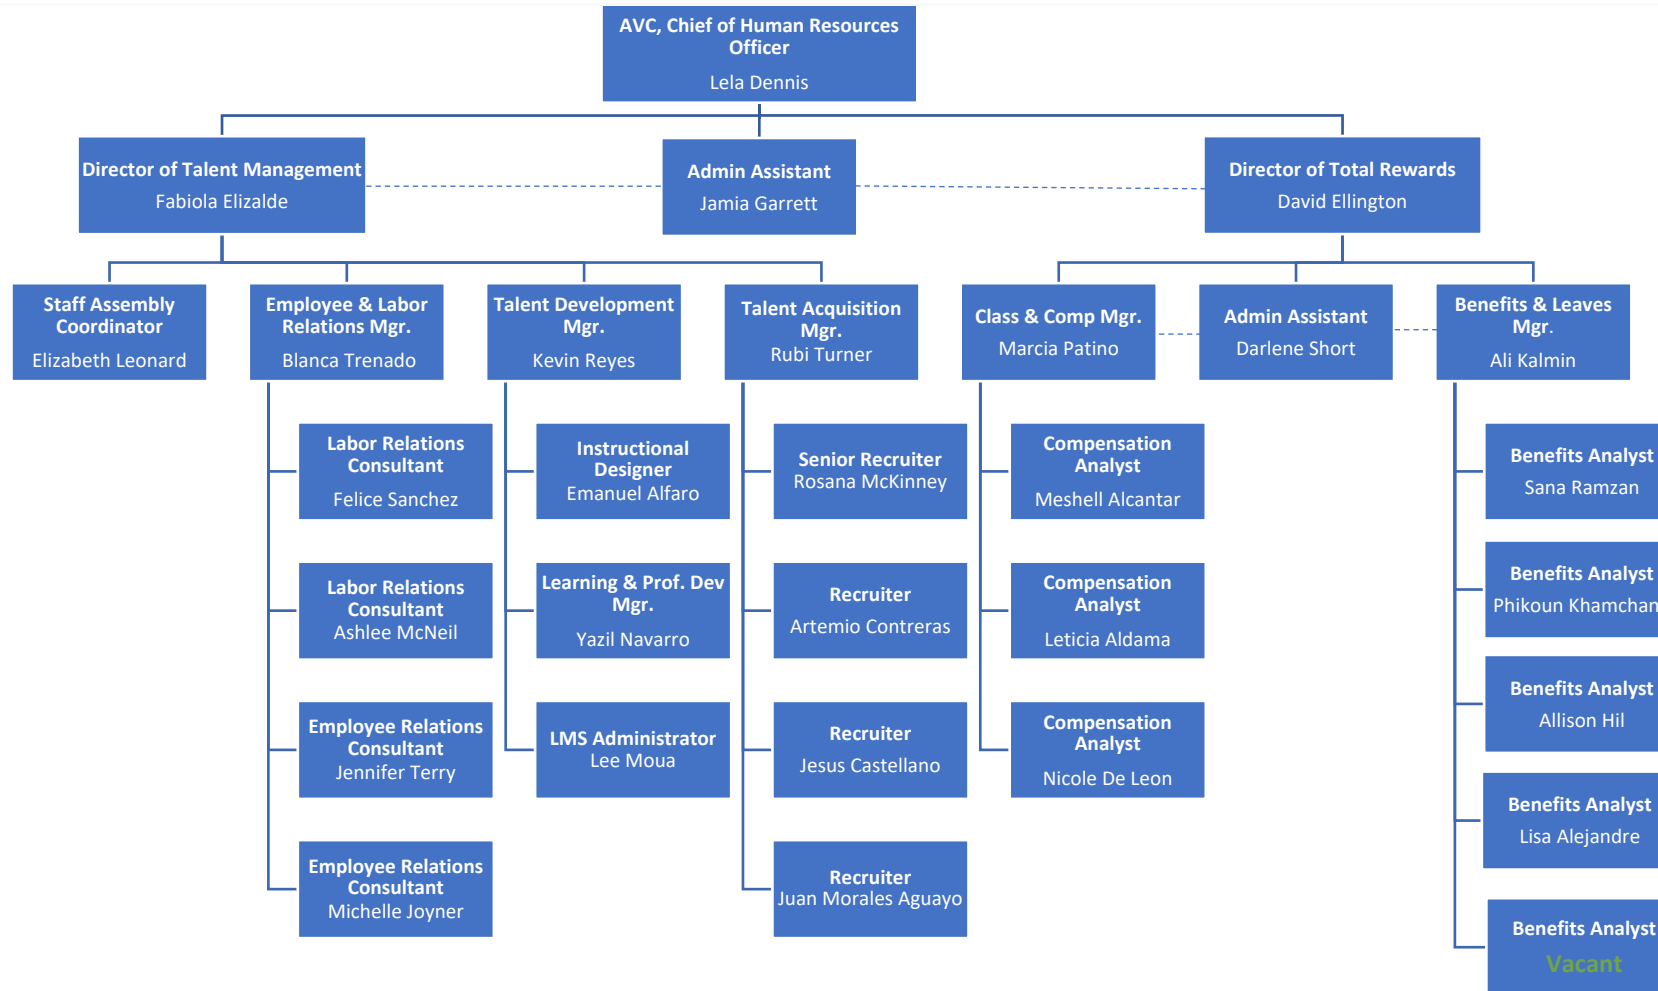 AVC, Chief of Human Resources
Officer
Lela Dennis
Director of Talent Management
Fabiola Elizalde
Admin Assistant
Jamia Garrett
Director of Total Rewards
David Ellington
Staff Assembly
Coordinator
Elizabeth Leonard
Employee & Labor
Relations Mgr.
Blanca Trenado
Talent Development
Mgr.
Kevin Reyes
Talent Acquisition
Mgr.
Rubi Turner
Class & Comp Mgr.
Marcia Patino
Admin Assistant
Darlene Short
Benefits & Leaves
Mgr.
Ali Kalmin
Labor Relations
Consultant
Felice Sanchez
Labor Relations
Consultant
Ashlee McNeil
Employee Relations
Consultant
Jennifer Terry
Employee Relations
Consultant
Michelle Joyner
Instructional
Designer
Emanuel Alfaro
Learning & Prof. Dev
Mgr.
Yazil Navarro
LMS Administrator
Lee Moua
Senior Recruiter
Rosana McKinney
Recruiter
Artemio Contreras
Recruiter
Jesus Castellano
Recruiter
Juan Morales Aguayo
Compensation
Analyst
Meshell Alcantar
Compensation
Analyst
Leticia Aldama
Compensation
Analyst
Nicole De Leon
Benefits Analyst
Sana Ramzan
Benefits Analyst
Phikoun Khamchan
Benefits Analyst
Allison Hil
Benefits Analyst
Lisa Alejandre
Benefits Analyst
Vacant